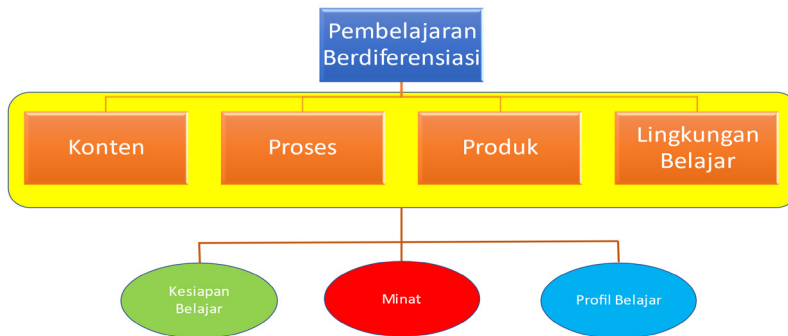 Pembelajaran
Berdiferensiasi
Konten
Proses
Produk
Lingkungan
Belajar
Kesiapan
Belajar
Minat
Profil Belajar